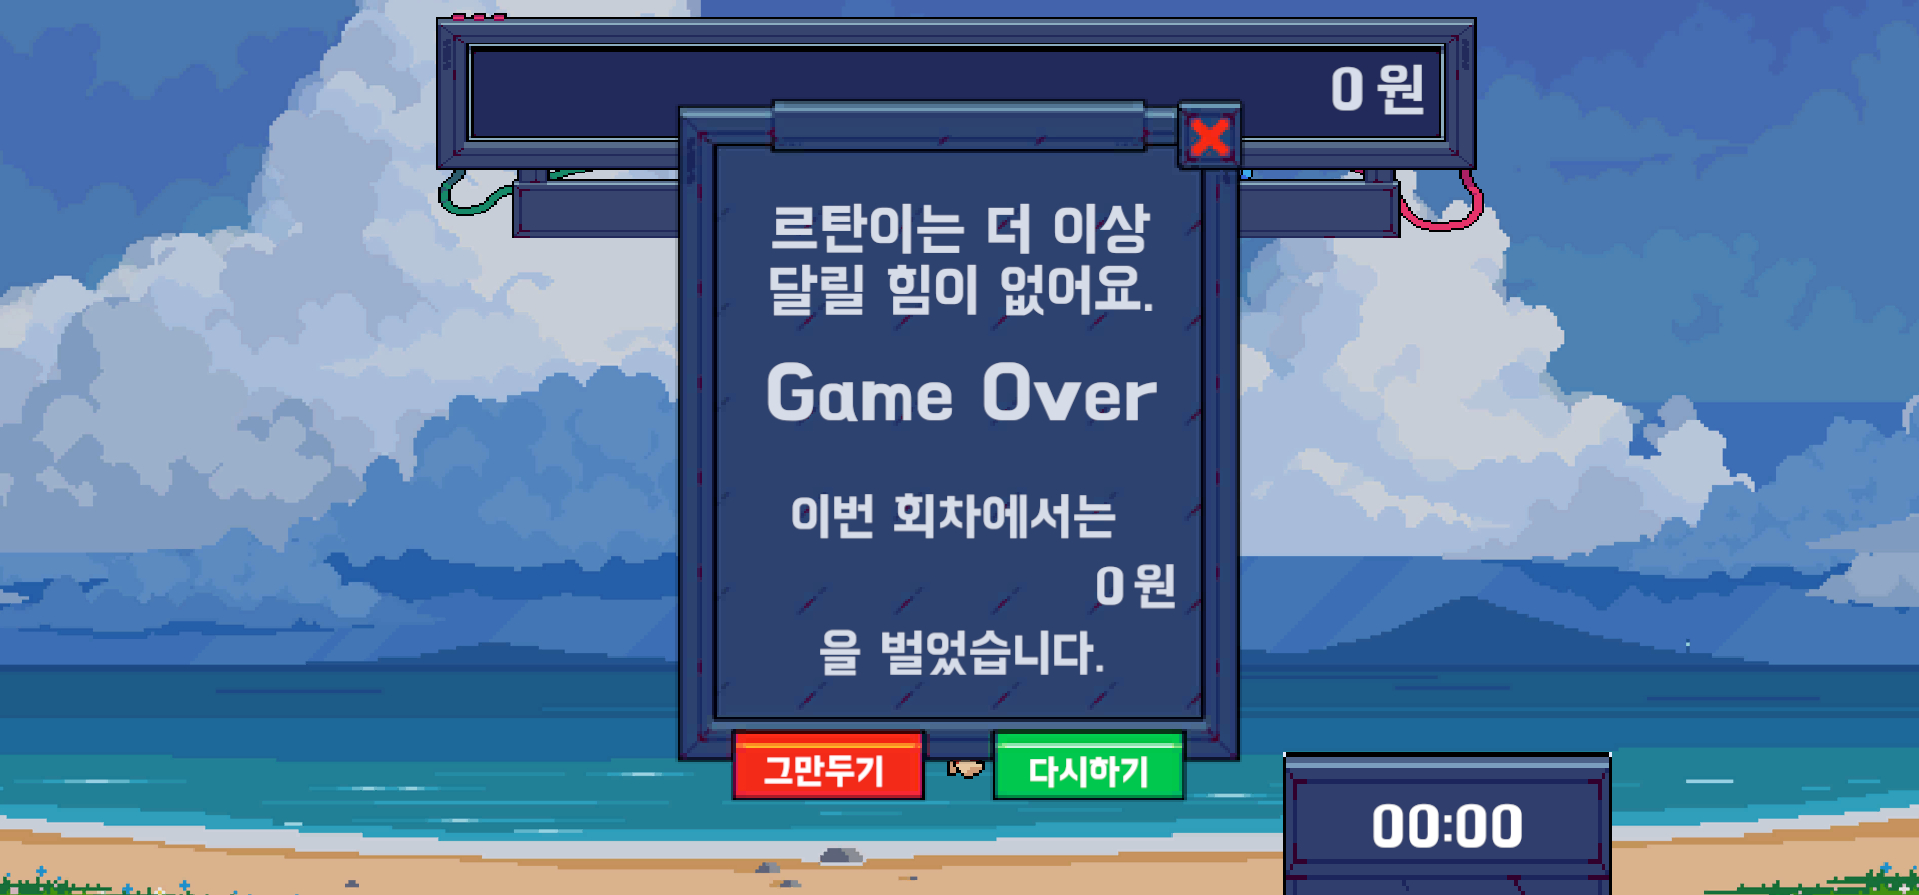 0 원
르탄이는 더 이상
달릴 힘이 없어요.
Game Over
이번 회차에서는
0 원
을 벌었습니다.
그만두기
다시하기
00:00